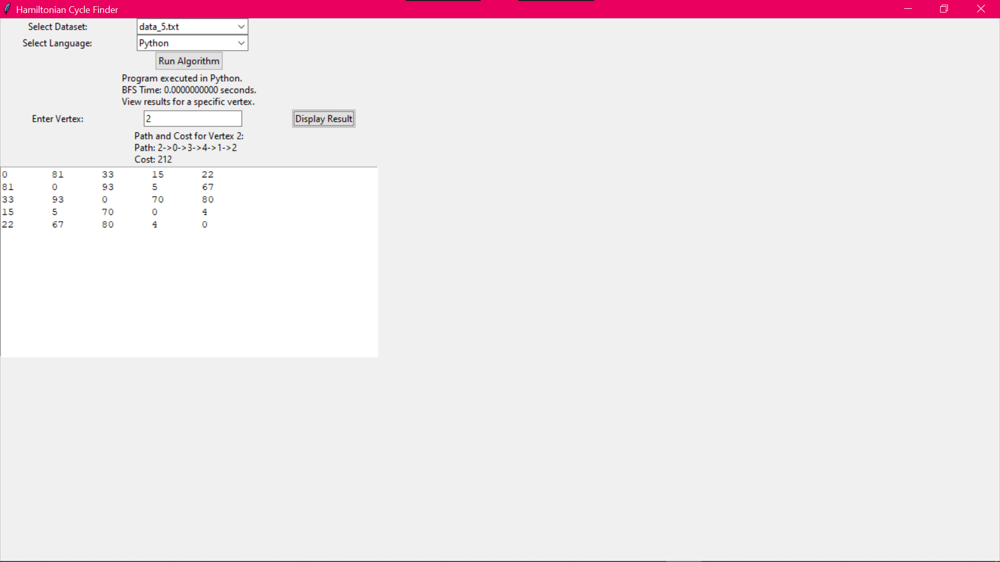 Hamiltonian Cycle Finder
Select Dataset: data_5.txt
Select Language: Python
Run Algorithm
Program executed in Python.
BFS Time: 0.0000000000 seconds.
View results for a specific vertex.
Enter Vertex: 2 Display Result
Path and Cost for Vertex 2:
Path: 2->0->3->4->1->2
Cost: 212
0 81 33 15 22
81 0 93 5 67
33 93 0 70 80
15 5 70 0 4
22 67 80 4 0